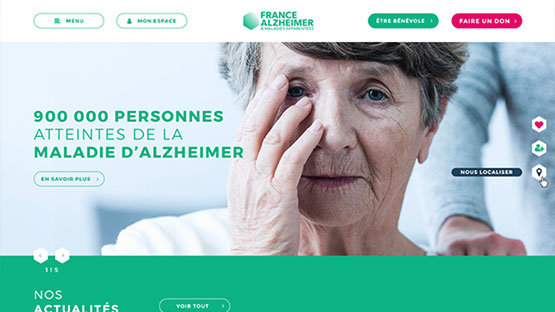 MENU
MON ESPACE
FRANCE
ALZHEIMER
& MALADIES APPARENTÉES
ÊTRE BÉNÉVOLE
FAIRE UN DON
900 000 PERSONNES
ATTEINTES DE LA
MALADIE D'ALZHEIMER
EN SAVOIR PLUS
NOUS LOCALISER
1 | 5
NOS
ACTUALITÉS
VOIR TOUT